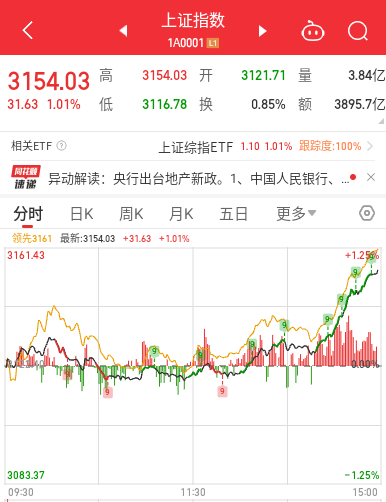 上证指数
1A0001 L1
3154.03 高 3154.03 开 3121.71 量 3.84亿
31.63 1.01% 低 3116.78 换 0.85% 额 3895.7亿
相关ETF ? 上证综指ETF 1.10 1.01% 跟踪度:100%
同花顺 速递 异动解读：央行出台地产新政。1、中国人民银行、...
分时 日K 周K 月K 五日 更多
领先3161 最新:3154.03 +31.63 +1.01%
3161.43 +1.25%
0.00%
3083.37 -1.25%
09:30 11:30 15:00